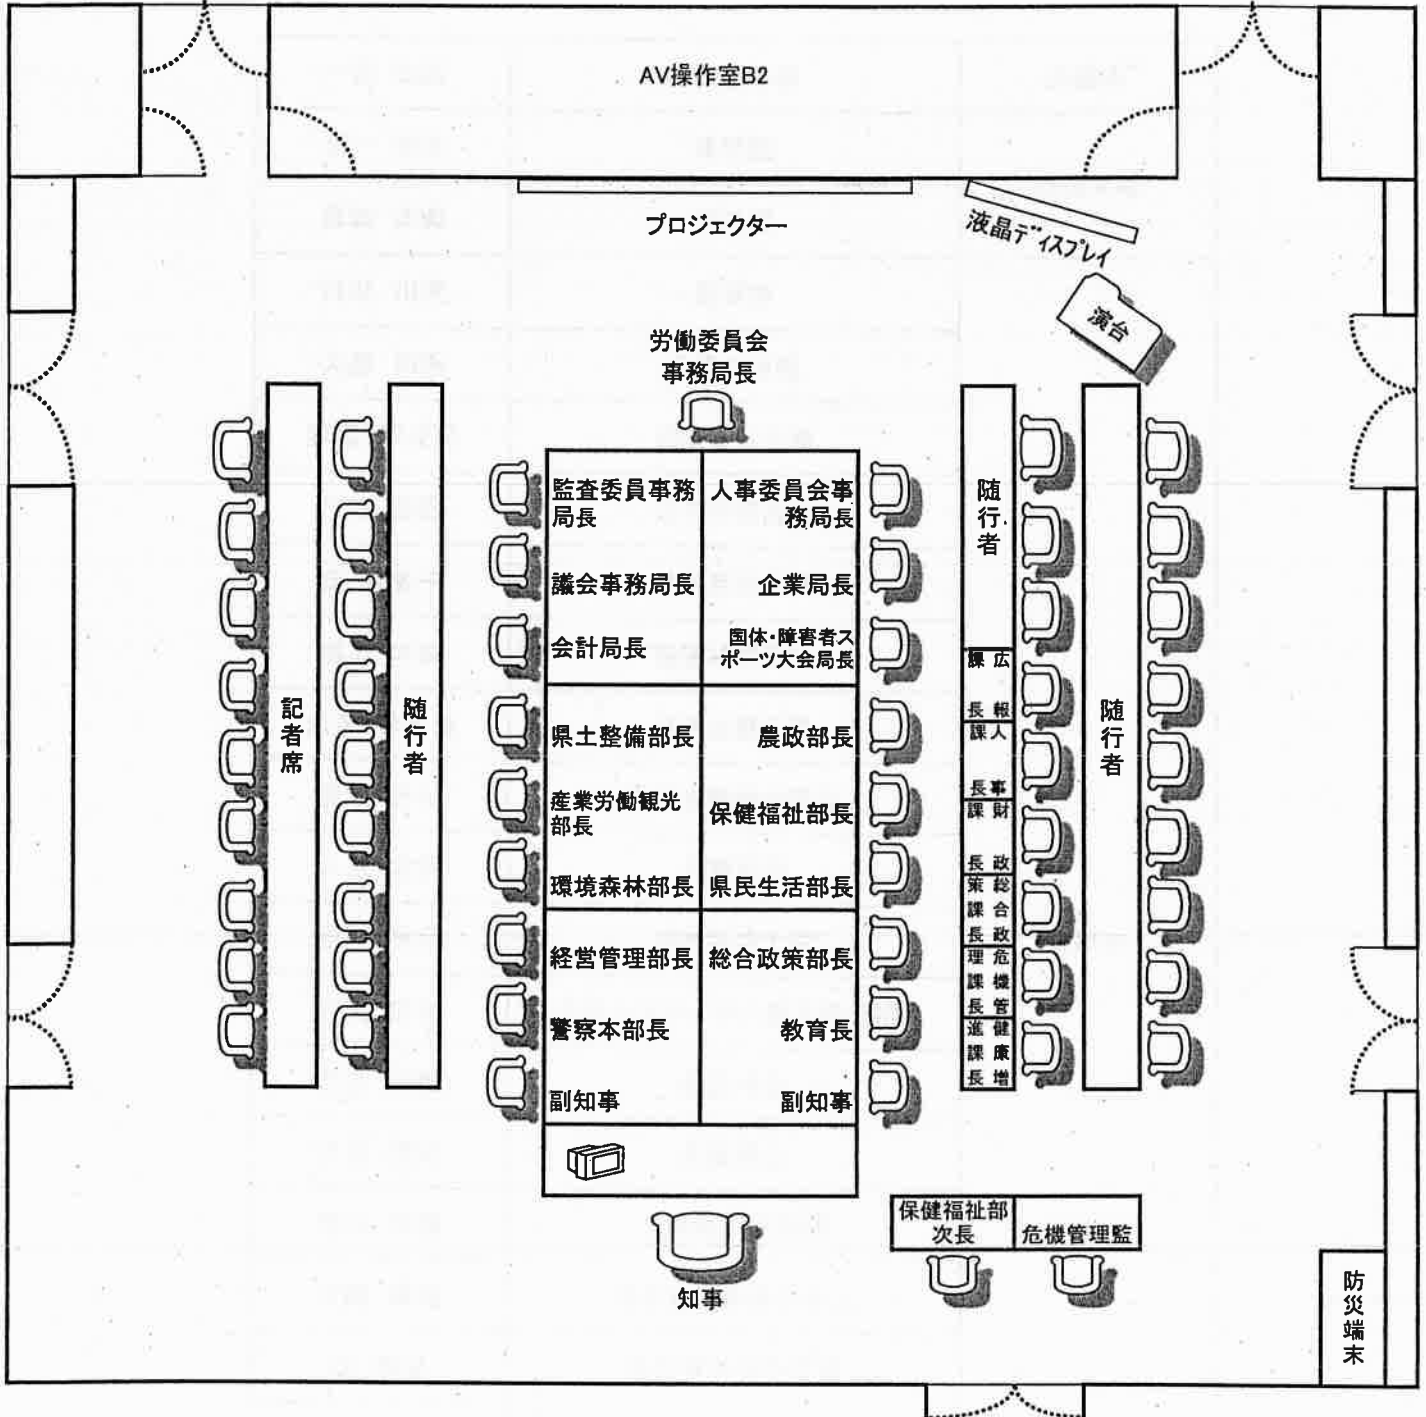 AV操作室B2
プロジェクター
液晶ディスプレイ
演台
労働委員会
事務局長
監査委員事務
局長
人事委員会事
務局長
議会事務局長
企業局長
会計局長
国体・障害者ス
ポーツ大会局長
県土整備部長
農政部長
産業労働観光
部長
保健福祉部長
環境森林部長
県民生活部長
経営管理部長
総合政策部長
警察本部長
教育長
副知事
副知事
知事
記者席
随行者
随行者
広報
課長
人事
課長
財政
課長
総合政
策課長
危機管
理課長
健康増
進課長
随行者
保健福祉部
次長
危機管理監
防災端末